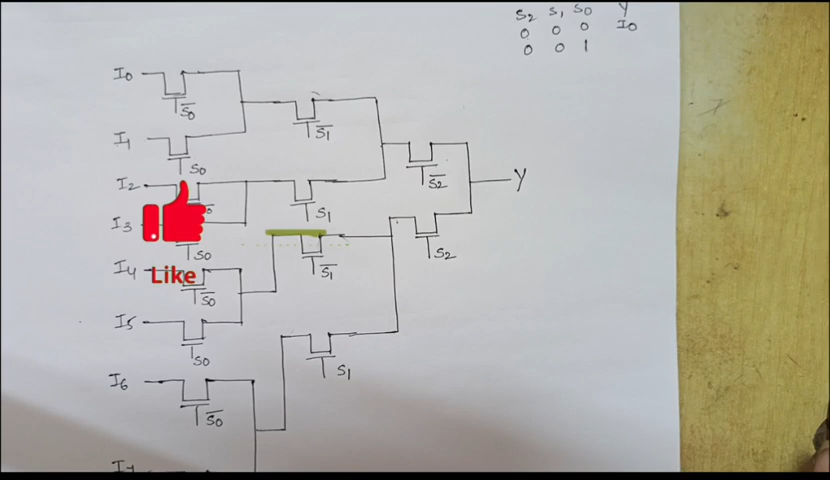 S2 S1 S0 Y
0 0 0 I0
0 0 1
I0
S̅0̅
S̅1̅
I1
S0
S̅2̅
Y
I2
S1
I3
S0
S2
S̅1̅
I4
Like
S̅0̅
I5
S0
S1
I6
S̅0̅